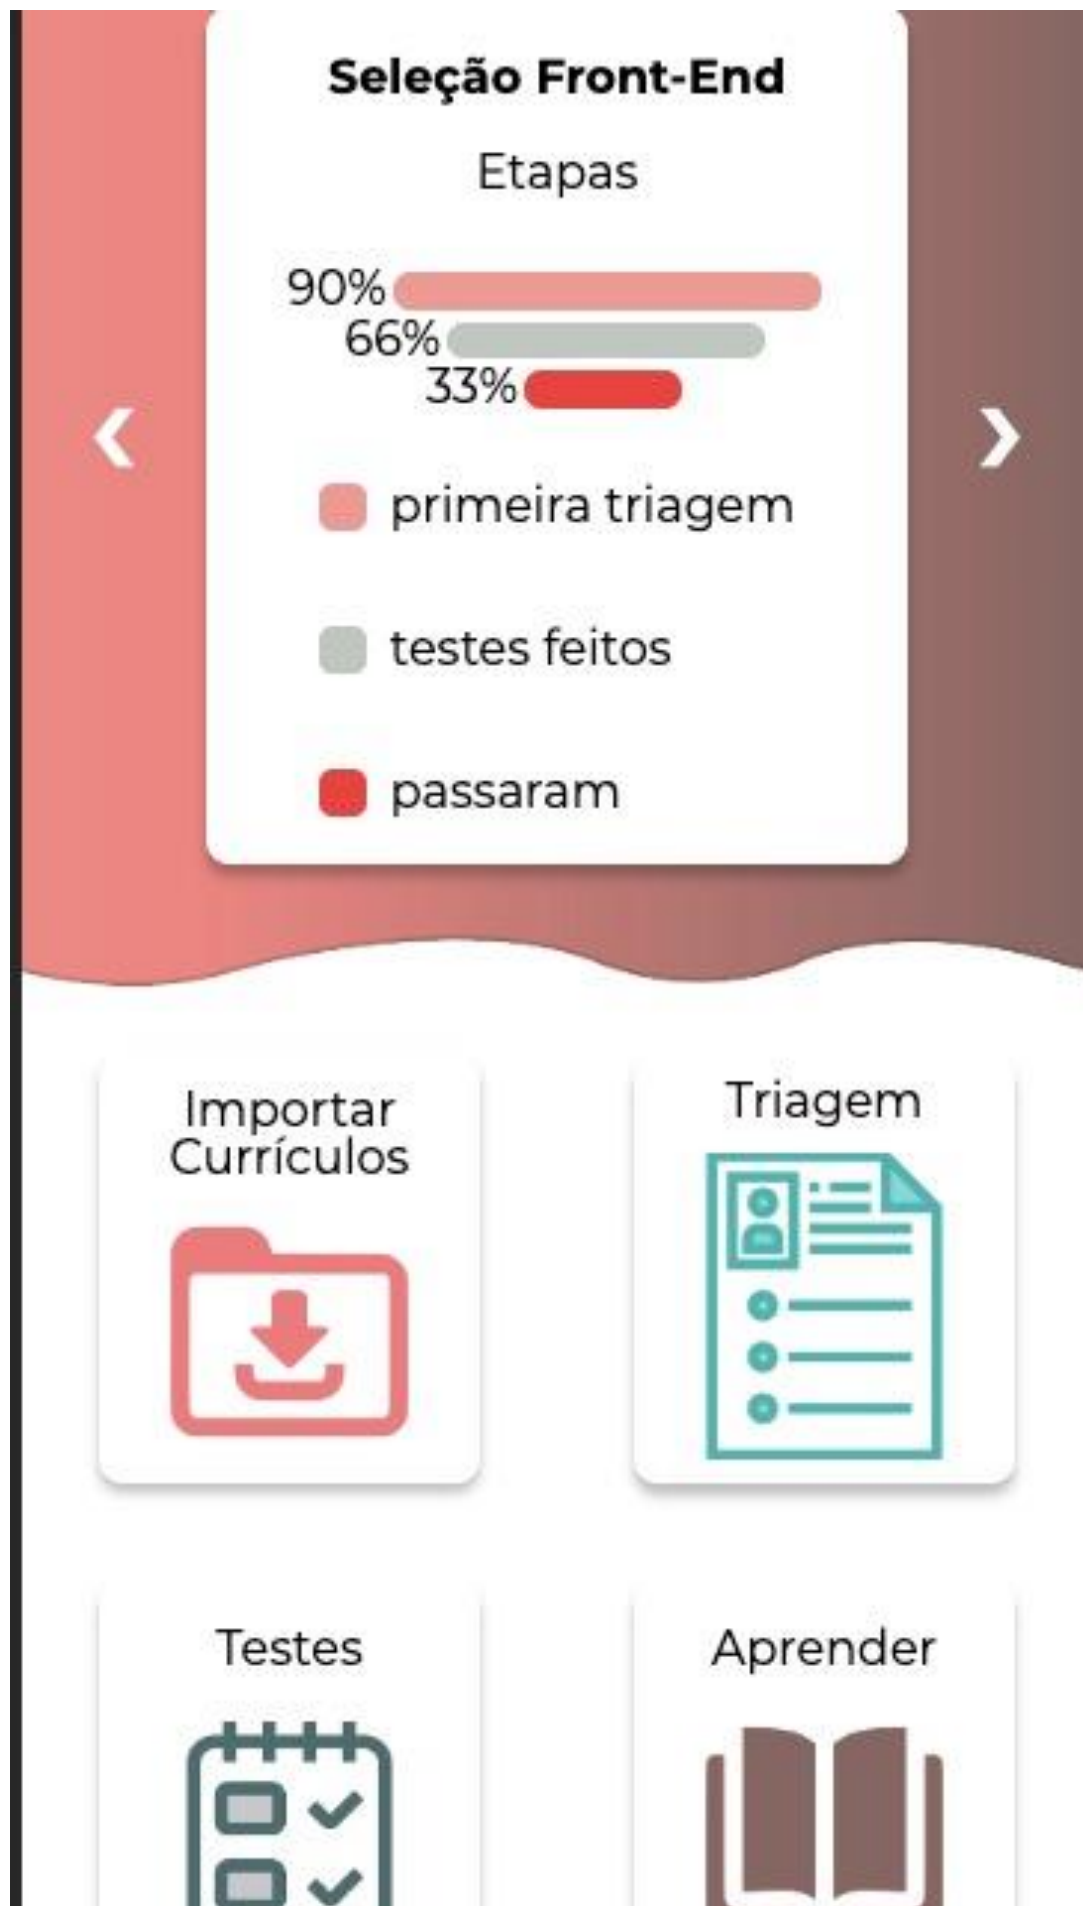 Seleção Front-End
Etapas
90%
66%
33%
primeira triagem
testes feitos
passaram
Importar
Currículos
Triagem
Testes
Aprender